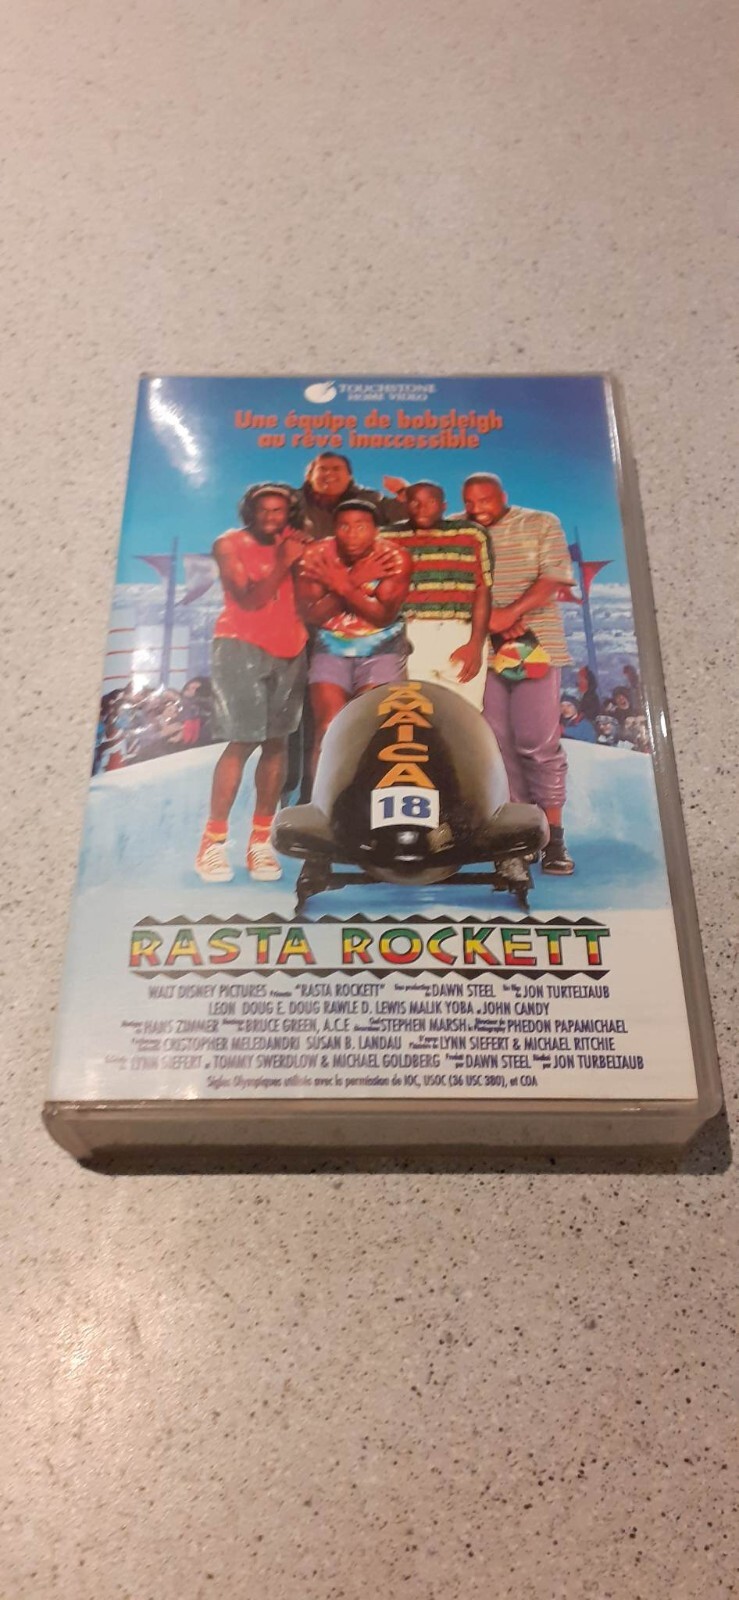 TOUCHSTONE
HOME VIDEO
Une équipe de bobsleigh
au rêve inaccessible
JAMAICA
18
RASTA ROCKETT
WALT DISNEY PICTURES "RASTA ROCKETT" DAWN STEEL JON TURTELTAUB
LEON DOUG E. DOUG RAWLE D. LEWIS MALIK YOBA JOHN CANDY
HANS ZIMMER BRUCE GREEN, A.C.E STEPHEN MARSH PHEDON PAPAMICHAEL
CRISTOPHER MELEDANDRI SUSAN B. LANDAU LYNN SIEFERT & MICHAEL RITCHIE
LYNN SIEFERT TOMMY SWERDLOW & MICHAEL GOLDBERG DAWN STEEL JON TURBELTAUB
Sigles Olympiques utilisés avec la permission de IOC, USOC (36 USC 380), et COA